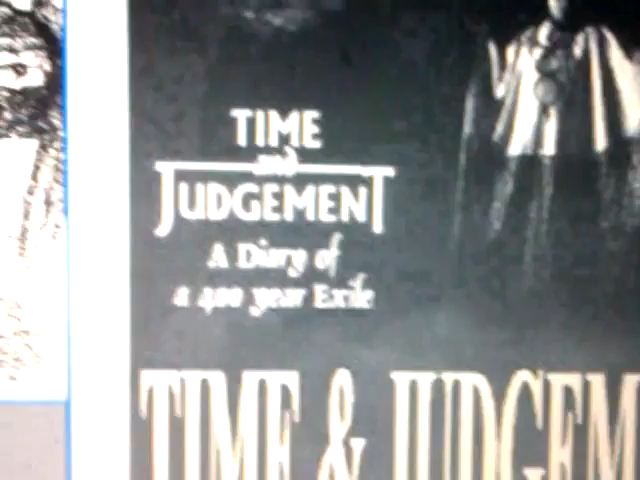 TIME
and
JUDGEMENT
A Diary of
a 400 year Exile
TIME & JUDGEM